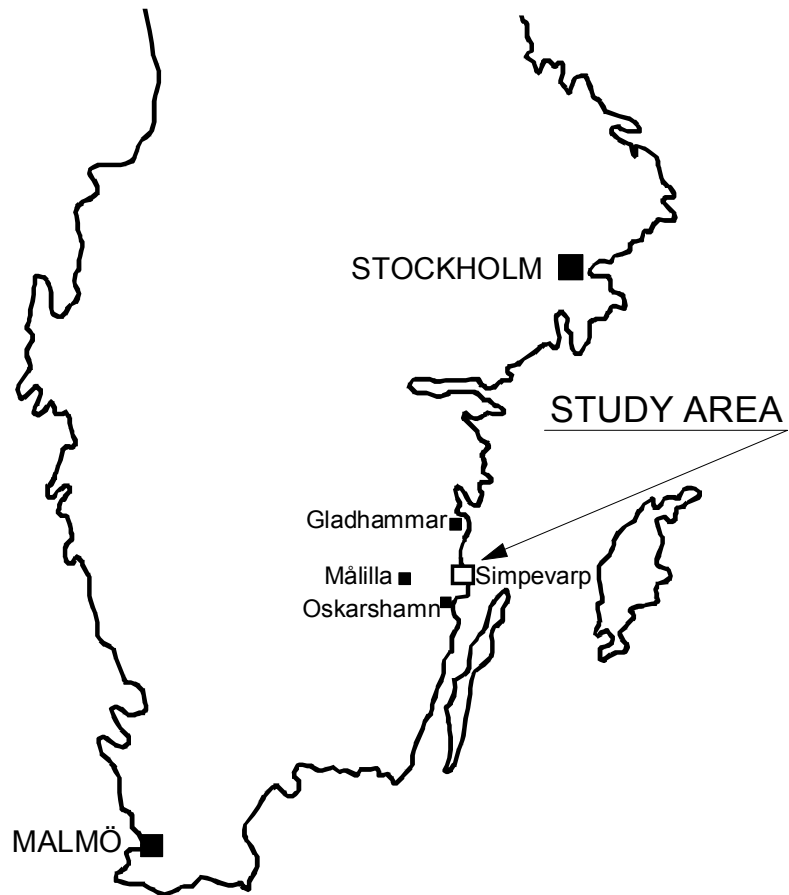 STOCKHOLM
STUDY AREA
Gladhammar
Målilla
Simpevarp
Oskarshamn
MALMÖ